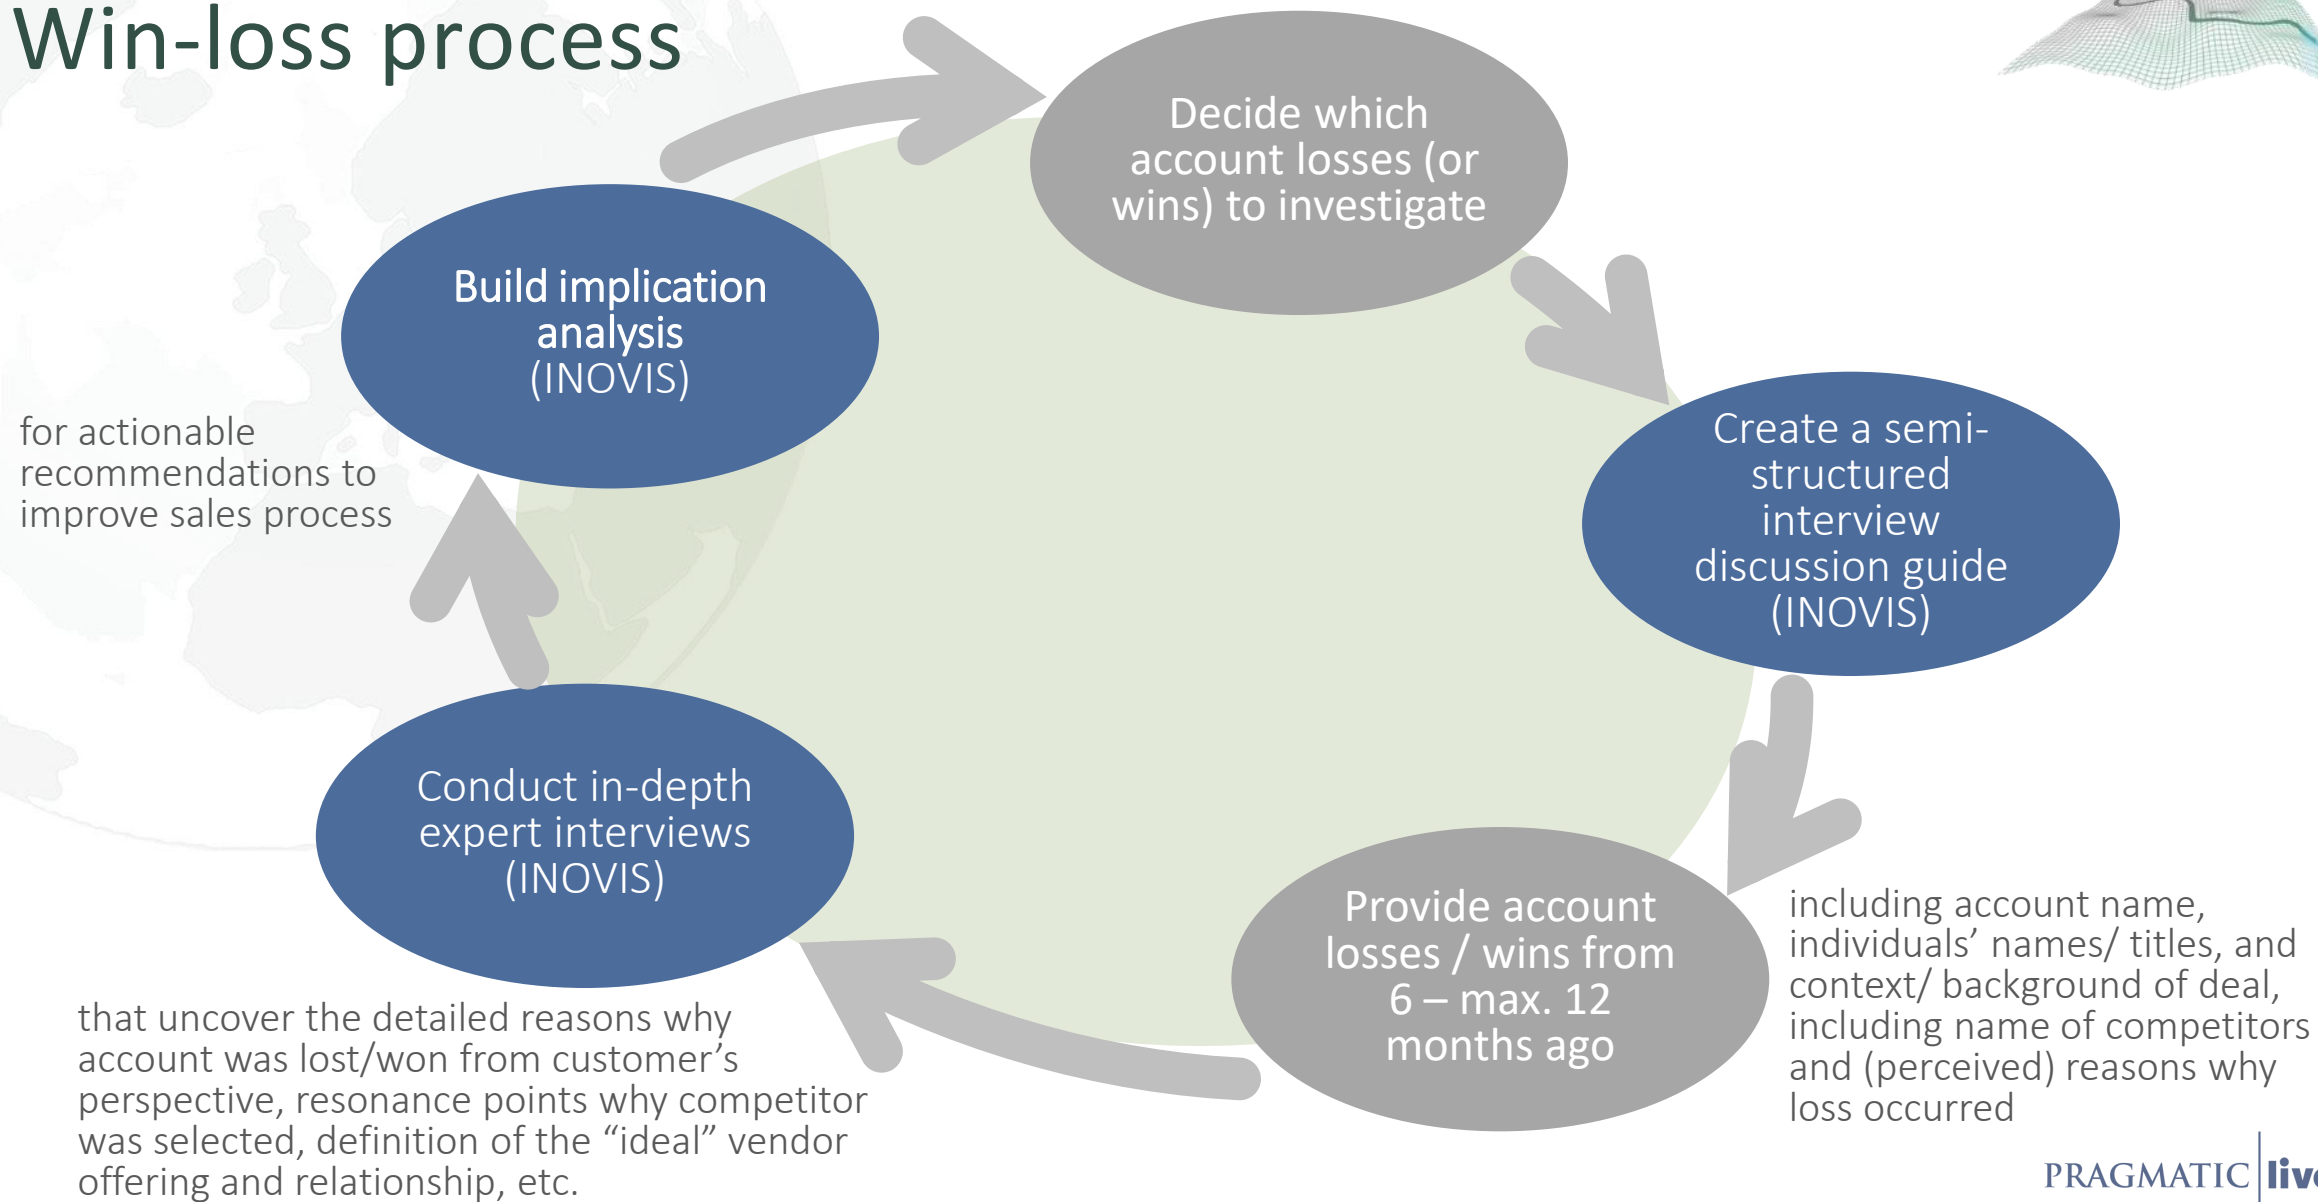 Win-loss process
Decide which
account losses (or
wins) to investigate
Create a semi-
structured
interview
discussion guide
(INOVIS)
Provide account
losses / wins from
6 – max. 12
months ago
including account name,
individuals’ names/ titles, and
context/ background of deal,
including name of competitors
and (perceived) reasons why
loss occurred
Conduct in-depth
expert interviews
(INOVIS)
that uncover the detailed reasons why
account was lost/won from customer’s
perspective, resonance points why competitor
was selected, definition of the “ideal” vendor
offering and relationship, etc.
Build implication
analysis
(INOVIS)
for actionable
recommendations to
improve sales process
PRAGMATIC live